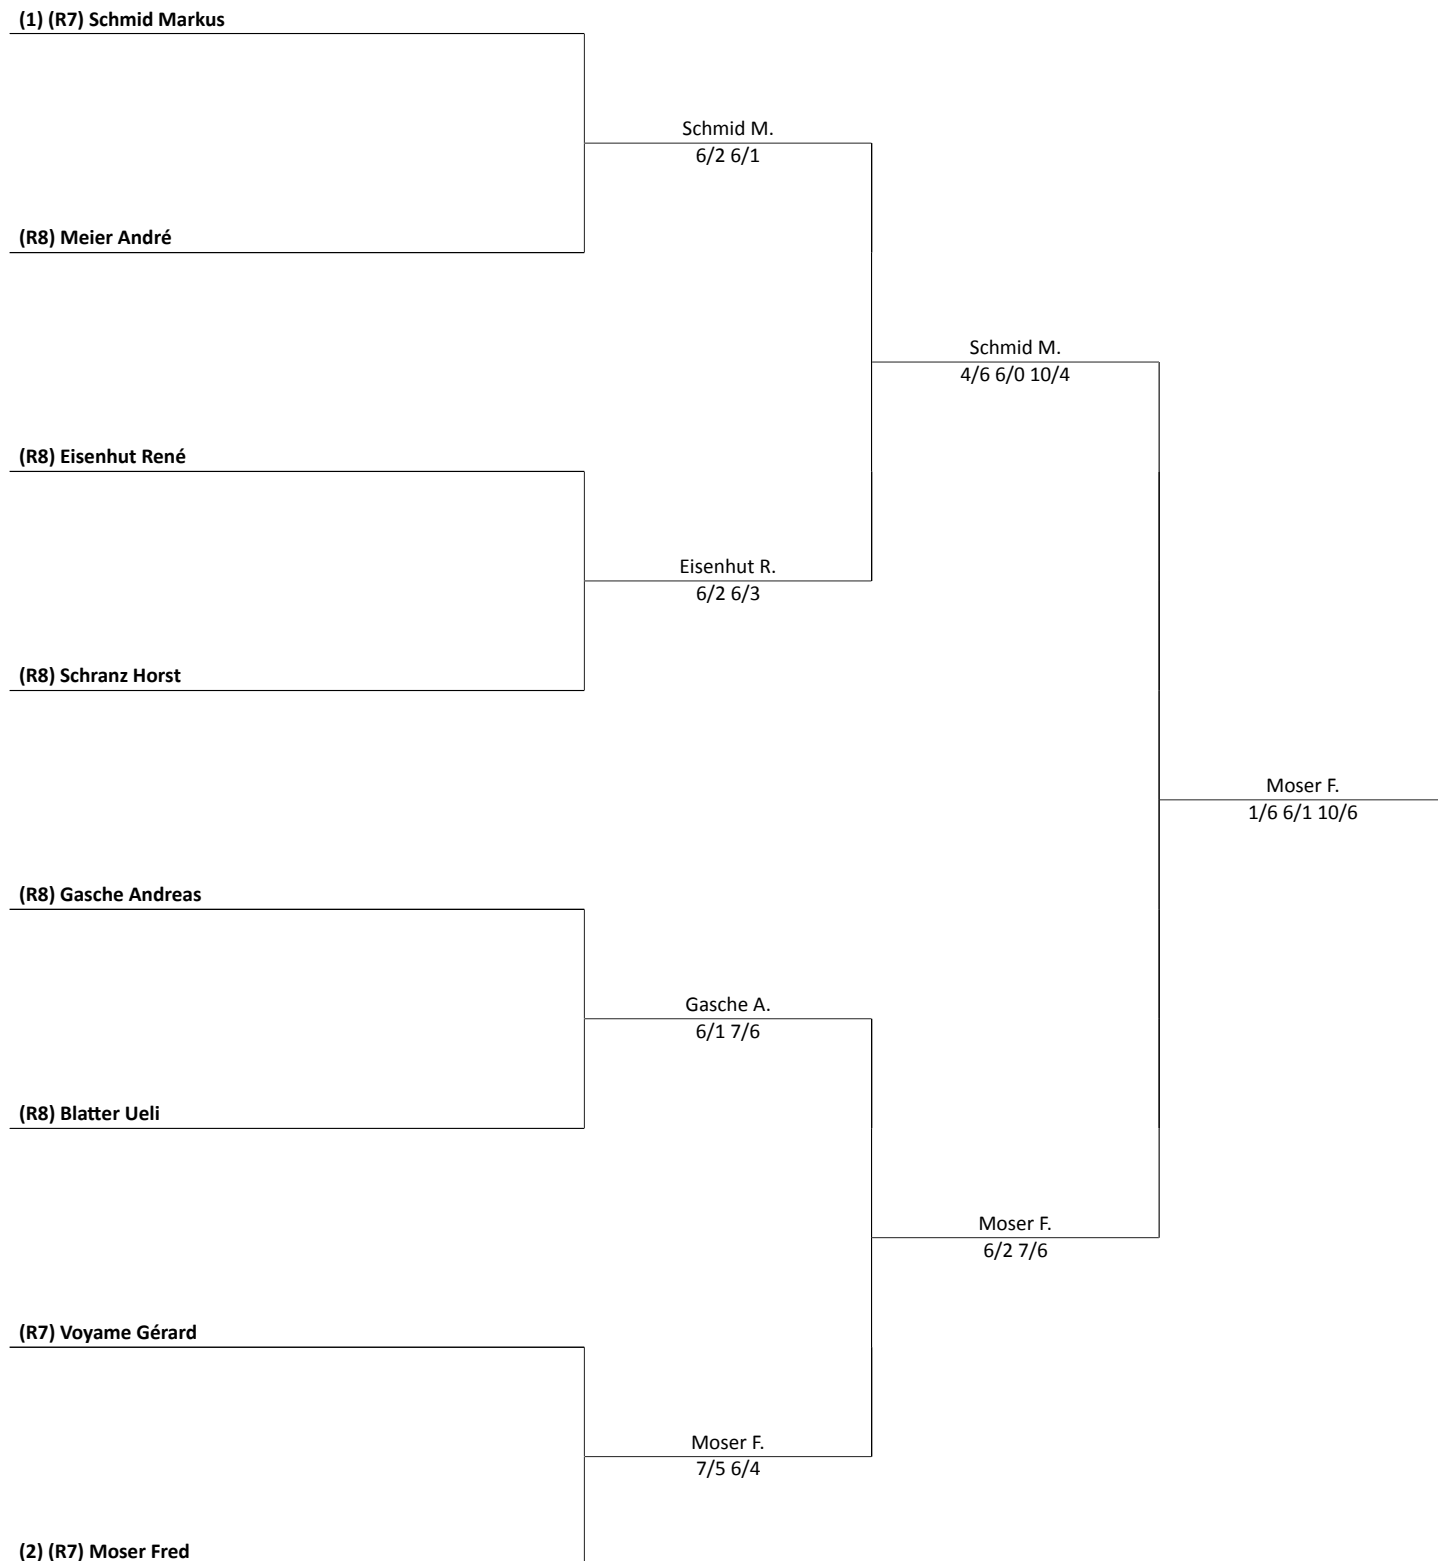 (1) (R7) Schmid Markus
Schmid M.
6/2 6/1
(R8) Meier André
Schmid M.
4/6 6/0 10/4
(R8) Eisenhut René
Eisenhut R.
6/2 6/3
(R8) Schranz Horst
Moser F.
1/6 6/1 10/6
(R8) Gasche Andreas
Gasche A.
6/1 7/6
(R8) Blatter Ueli
Moser F.
6/2 7/6
(R7) Voyame Gérard
Moser F.
7/5 6/4
(2) (R7) Moser Fred